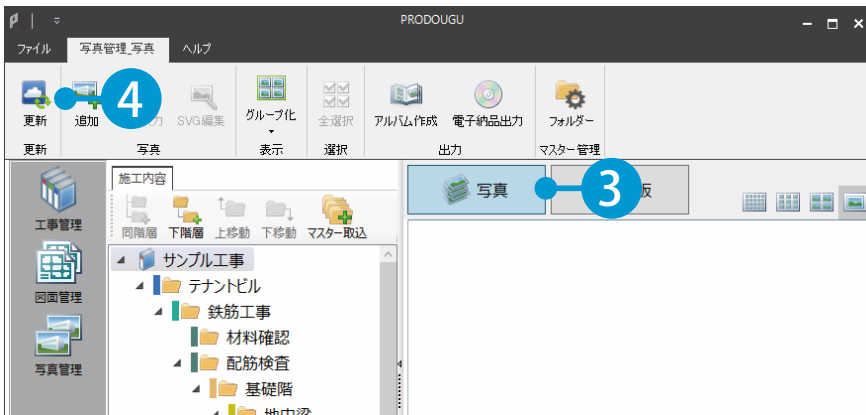 PRODOUGU
ファイル 写真管理_写真 ヘルプ
4
更新 追加 力 SVG編集 グループ化 全選択 アルバム作成 電子納品出力 フォルダー
更新 写真 表示 選択 出力 マスター管理
施工内容
写真 3 版
工事管理
同階層 下階層 上移動 下移動 マスター取込
サンプル工事
テナントビル
図面管理
鉄筋工事
材料確認
写真管理
配筋検査
基礎階
地中梁